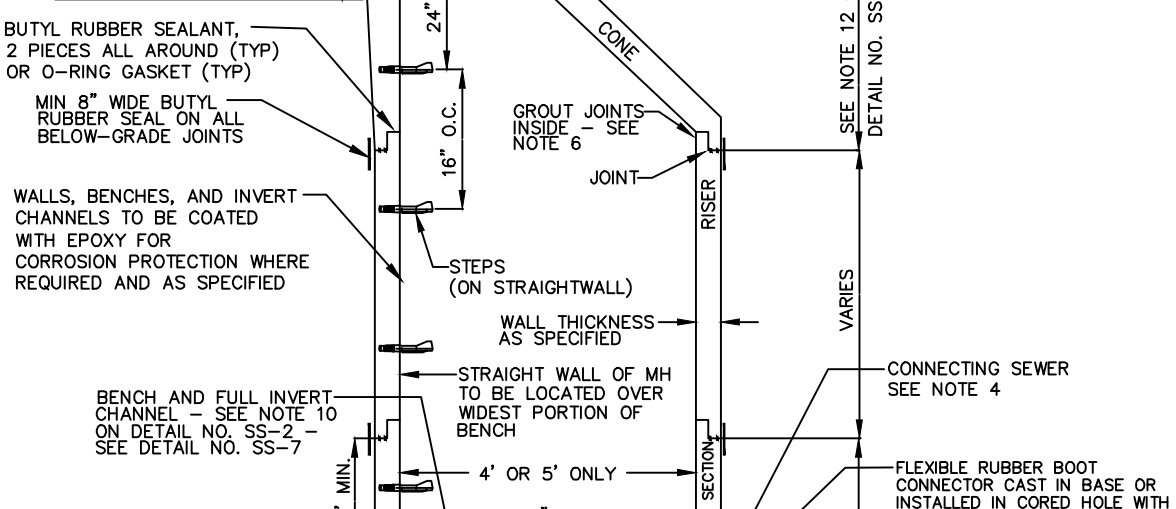 BUTYL RUBBER SEALANT,
2 PIECES ALL AROUND (TYP)
OR O-RING GASKET (TYP)
MIN 8" WIDE BUTYL
RUBBER SEAL ON ALL
BELOW-GRADE JOINTS
WALLS, BENCHES, AND INVERT
CHANNELS TO BE COATED
WITH EPOXY FOR
CORROSION PROTECTION WHERE
REQUIRED AND AS SPECIFIED
BENCH AND FULL INVERT
CHANNEL - SEE NOTE 10
ON DETAIL NO. SS-2 -
SEE DETAIL NO. SS-7
' MIN.
24"
16" O.C.
CONE
GROUT JOINTS
INSIDE - SEE
NOTE 6
JOINT
RISER
STEPS
(ON STRAIGHTWALL)
WALL THICKNESS
AS SPECIFIED
STRAIGHT WALL OF MH
TO BE LOCATED OVER
WIDEST PORTION OF
BENCH
4' OR 5' ONLY
SECTION
SEE NOTE 12
DETAIL NO. SS
VARIES
CONNECTING SEWER
SEE NOTE 4
FLEXIBLE RUBBER BOOT
CONNECTOR CAST IN BASE OR
INSTALLED IN CORED HOLE WITH